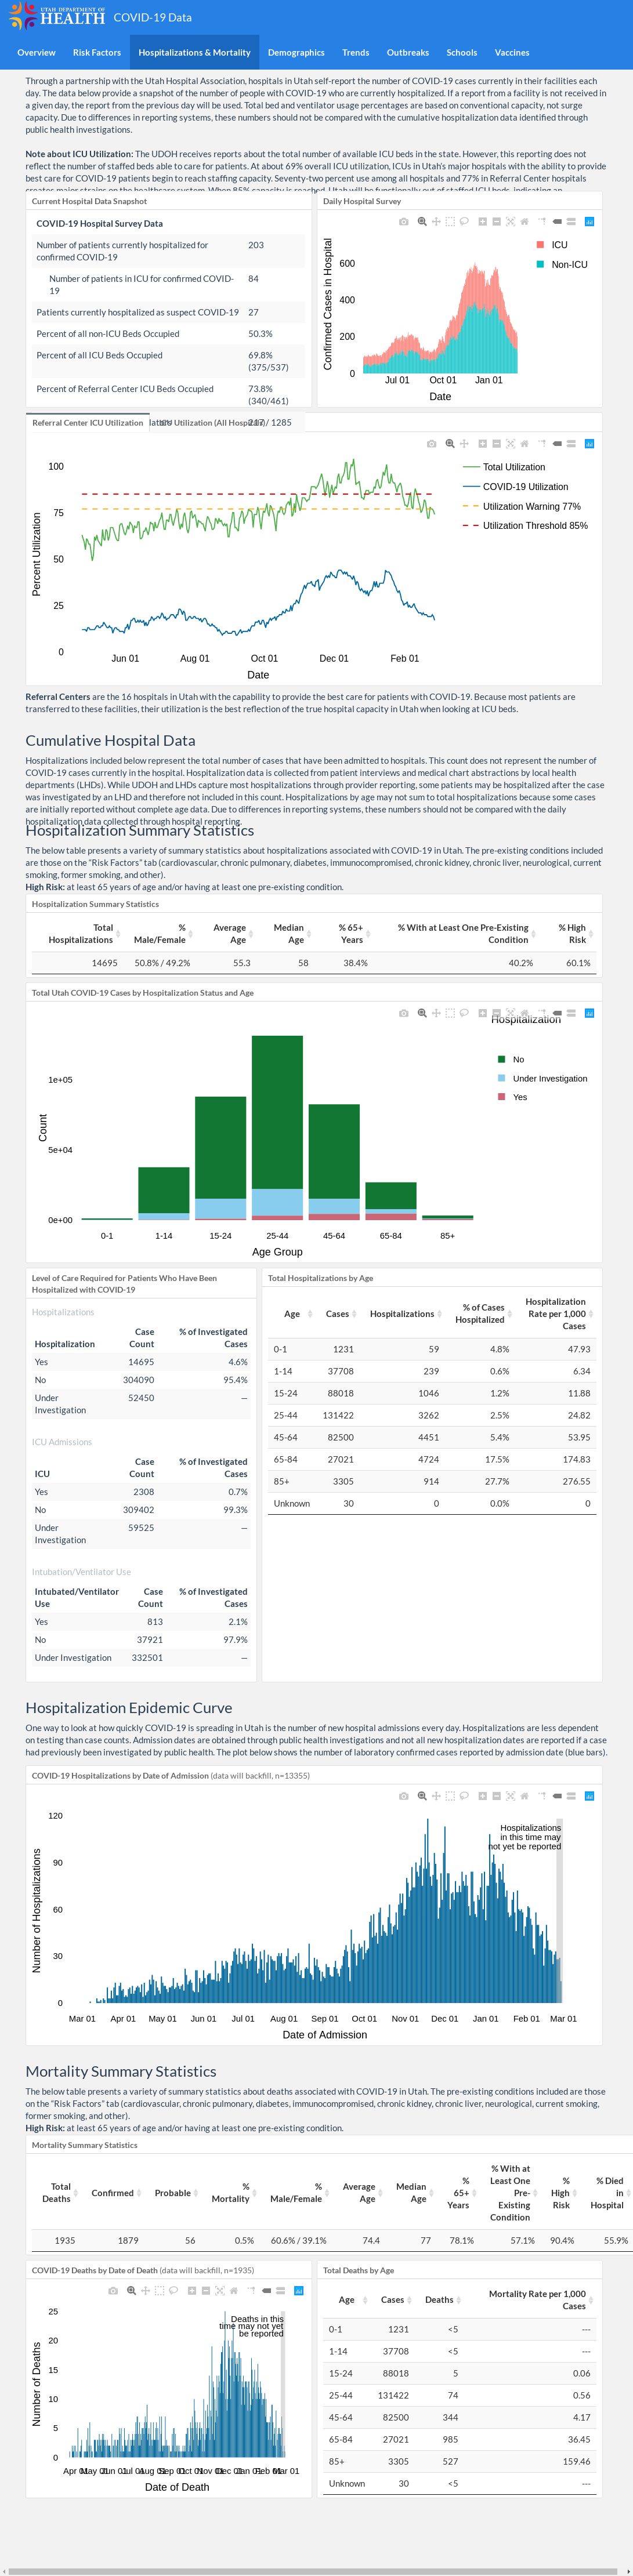 UTAH DEPARTMENT OF
HEALTH COVID-19 Data
Overview Risk Factors Hospitalizations & Mortality Demographics Trends Outbreaks Schools Vaccines
Through a partnership with the Utah Hospital Association, hospitals in Utah self-report the number of COVID-19 cases currently in their facilities each
day. The data below provide a snapshot of the number of people with COVID-19 who are currently hospitalized. If a report from a facility is not received in
a given day, the report from the previous day will be used. Total bed and ventilator usage percentages are based on conventional capacity, not surge
capacity. Due to differences in reporting systems, these numbers should not be compared with the cumulative hospitalization data identified through
public health investigations.
Note about ICU Utilization: The UDOH receives reports about the total number of available ICU beds in the state. However, this reporting does not
reflect the number of staffed beds able to care for patients. At about 69% overall ICU utilization, ICUs in Utah's major hospitals with the ability to provide
best care for COVID-19 patients begin to reach staffing capacity. Seventy-two percent use among all hospitals and 77% in Referral Center hospitals
creates major strains on the healthcare system. When 85% capacity is reached, Utah will be functionally out of staffed ICU beds, indicating an
Current Hospital Data Snapshot
COVID-19 Hospital Survey Data
Number of patients currently hospitalized for 203
confirmed COVID-19
Number of patients in ICU for confirmed COVID- 84
19
Patients currently hospitalized as suspect COVID-19 27
Percent of all non-ICU Beds Occupied 50.3%
Percent of all ICU Beds Occupied 69.8%
(375/537)
Percent of Referral Center ICU Beds Occupied 73.8%
(340/461)
217 / 1285
Daily Hospital Survey
ICU
Non-ICU
Confirmed Cases in Hospital
600
400
200
0
Jul 01 Oct 01 Jan 01
Date
Referral Center ICU Utilization ICU Utilization (All Hospitals)
100
75
50
25
0
Percent Utilization
Total Utilization
COVID-19 Utilization
Utilization Warning 77%
Utilization Threshold 85%
Jun 01 Aug 01 Oct 01 Dec 01 Feb 01
Date
Referral Centers are the 16 hospitals in Utah with the capability to provide the best care for patients with COVID-19. Because most patients are
transferred to these facilities, their utilization is the best reflection of the true hospital capacity in Utah when looking at ICU beds.
Cumulative Hospital Data
Hospitalizations included below represent the total number of cases that have been admitted to hospitals. This count does not represent the number of
COVID-19 cases currently in the hospital. Hospitalization data is collected from patient interviews and medical chart abstractions by local health
departments (LHDs). While UDOH and LHDs capture most hospitalizations through provider reporting, some patients may be hospitalized after the case
was investigated by an LHD and therefore not included in this count. Hospitalizations by age may not sum to total hospitalizations because some cases
are initially reported without complete age data. Due to differences in reporting systems, these numbers should not be compared with the daily
hospitalization data collected through hospital reporting.
Hospitalization Summary Statistics
The below table presents a variety of summary statistics about hospitalizations associated with COVID-19 in Utah. The pre-existing conditions included
are those on the "Risk Factors" tab (cardiovascular, chronic pulmonary, diabetes, immunocompromised, chronic kidney, chronic liver, neurological, current
smoking, former smoking, and other).
High Risk: at least 65 years of age and/or having at least one pre-existing condition.
Hospitalization Summary Statistics
Total % Average Median % 65+ % With at Least One Pre-Existing % High
Hospitalizations Male/Female Age Age Years Condition Risk
14695 50.8% / 49.2% 55.3 58 38.4% 40.2% 60.1%
Total Utah COVID-19 Cases by Hospitalization Status and Age
Hospitalization
No
Under Investigation
Yes
Count
1e+05
5e+04
0e+00
0-1 1-14 15-24 25-44 45-64 65-84 85+
Age Group
Level of Care Required for Patients Who Have Been
Hospitalized with COVID-19
Hospitalizations
Case % of Investigated
Hospitalization Count Cases
Yes 14695 4.6%
No 304090 95.4%
Under 52450 —
Investigation
ICU Admissions
Case % of Investigated
ICU Count Cases
Yes 2308 0.7%
No 309402 99.3%
Under 59525 —
Investigation
Intubation/Ventilator Use
Intubated/Ventilator Case % of Investigated
Use Count Cases
Yes 813 2.1%
No 37921 97.9%
Under Investigation 332501 —
Total Hospitalizations by Age
Hospitalization
% of Cases Rate per 1,000
Age Cases Hospitalizations Hospitalized Cases
0-1 1231 59 4.8% 47.93
1-14 37708 239 0.6% 6.34
15-24 88018 1046 1.2% 11.88
25-44 131422 3262 2.5% 24.82
45-64 82500 4451 5.4% 53.95
65-84 27021 4724 17.5% 174.83
85+ 3305 914 27.7% 276.55
Unknown 30 0 0.0% 0
Hospitalization Epidemic Curve
One way to look at how quickly COVID-19 is spreading in Utah is the number of new hospital admissions every day. Hospitalizations are less dependent
on testing than case counts. Admission dates are obtained through public health investigations and not all new hospitalization dates are reported if a case
had previously been investigated by public health. The plot below shows the number of laboratory confirmed cases reported by admission date (blue bars).
COVID-19 Hospitalizations by Date of Admission (data will backfill, n=13355)
Number of Hospitalizations
120
90
60
30
0
Hospitalizations
in this time may
not yet be reported
Mar 01 Apr 01 May 01 Jun 01 Jul 01 Aug 01 Sep 01 Oct 01 Nov 01 Dec 01 Jan 01 Feb 01 Mar 01
Date of Admission
Mortality Summary Statistics
The below table presents a variety of summary statistics about deaths associated with COVID-19 in Utah. The pre-existing conditions included are those
on the "Risk Factors" tab (cardiovascular, chronic pulmonary, diabetes, immunocompromised, chronic kidney, chronic liver, neurological, current smoking,
former smoking, and other).
High Risk: at least 65 years of age and/or having at least one pre-existing condition.
Mortality Summary Statistics
Total Deaths Confirmed Probable % Mortality % Male/Female Average Age Median Age % 65+ Years % With at Least One Pre-Existing Condition % High Risk % Died in Hospital
1935 1879 56 0.5% 60.6% / 39.1% 74.4 77 78.1% 57.1% 90.4% 55.9%
COVID-19 Deaths by Date of Death (data will backfill, n=1935)
Number of Deaths
25
20
15
10
5
0
Deaths in this
time may not yet
be reported
Apr 01 May 01 Jun 01 Jul 01 Aug 01 Sep 01 Oct 01 Nov 01 Dec 01 Jan 01 Feb 01 Mar 01
Date of Death
Total Deaths by Age
Mortality Rate per 1,000
Age Cases Deaths Cases
0-1 1231 <5 ---
1-14 37708 <5 ---
15-24 88018 5 0.06
25-44 131422 74 0.56
45-64 82500 344 4.17
65-84 27021 985 36.45
85+ 3305 527 159.46
Unknown 30 <5 ---